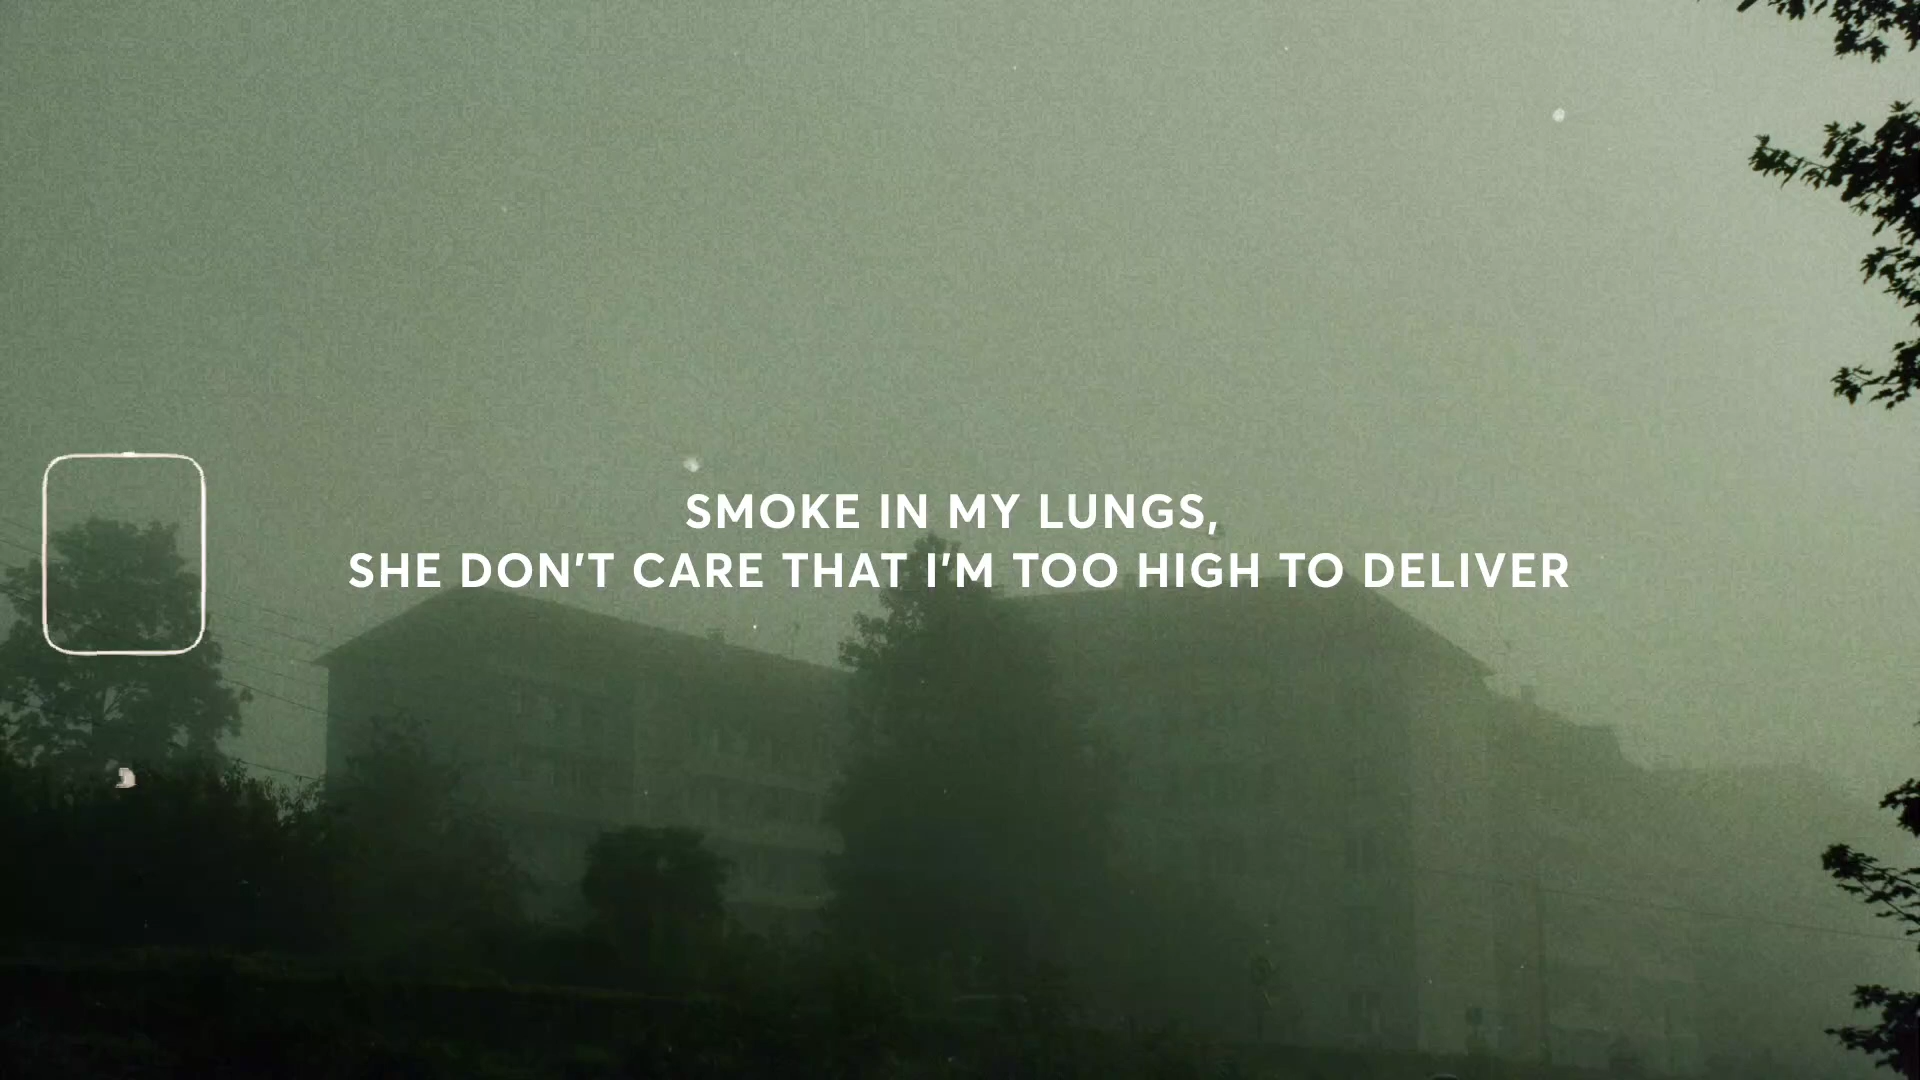 SMOKE IN MY LUNGS,
SHE DON'T CARE THAT I'M TOO HIGH TO DELIVER